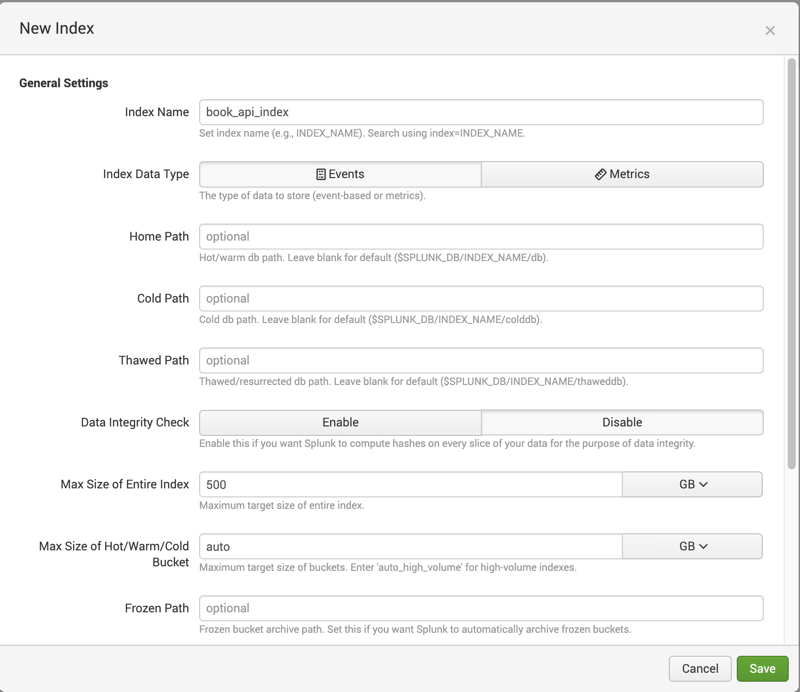 New Index
×
General Settings
Index Name
book_api_index
Set index name (e.g., INDEX_NAME). Search using index=INDEX_NAME.
Index Data Type
Events
Metrics
The type of data to store (event-based or metrics).
Home Path
optional
Hot/warm db path. Leave blank for default ($SPLUNK_DB/INDEX_NAME/db).
Cold Path
optional
Cold db path. Leave blank for default ($SPLUNK_DB/INDEX_NAME/colddb).
Thawed Path
optional
Thawed/resurrected db path. Leave blank for default ($SPLUNK_DB/INDEX_NAME/thaweddb).
Data Integrity Check
Enable
Disable
Enable this if you want Splunk to compute hashes on every slice of your data for the purpose of data integrity.
Max Size of Entire Index
500
GB
Maximum target size of entire index.
Max Size of Hot/Warm/Cold
Bucket
auto
GB
Maximum target size of buckets. Enter 'auto_high_volume' for high-volume indexes.
Frozen Path
optional
Frozen bucket archive path. Set this if you want Splunk to automatically archive frozen buckets.
Cancel
Save